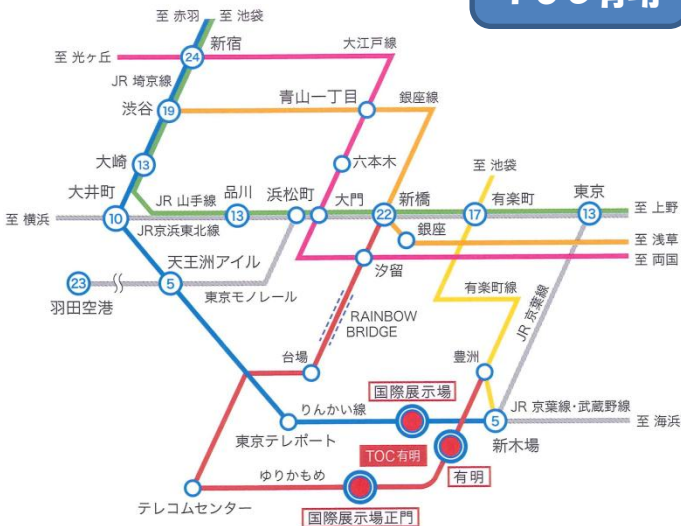 至 赤羽
至 池袋
至 光ヶ丘
24
新宿
大江戸線
JR 埼京線
青山一丁目
銀座線
渋谷
19
大崎
13
六本木
至 池袋
大井町
JR 山手線
品川
浜松町
大門
新橋
有楽町
東京
至 横浜
10
JR京浜東北線
13
22
17
13
至 上野
銀座
至 浅草
天王洲アイル
汐留
至 両国
23
5
羽田空港
東京モノレール
有楽町線
JR 京葉線
RAINBOW
BRIDGE
台場
豊洲
国際展示場
りんかい線
JR 京葉線・武蔵野線
5
至 海浜
東京テレポート
新木場
TOC有明
有明
ゆりかもめ
テレコムセンター
国際展示場正門